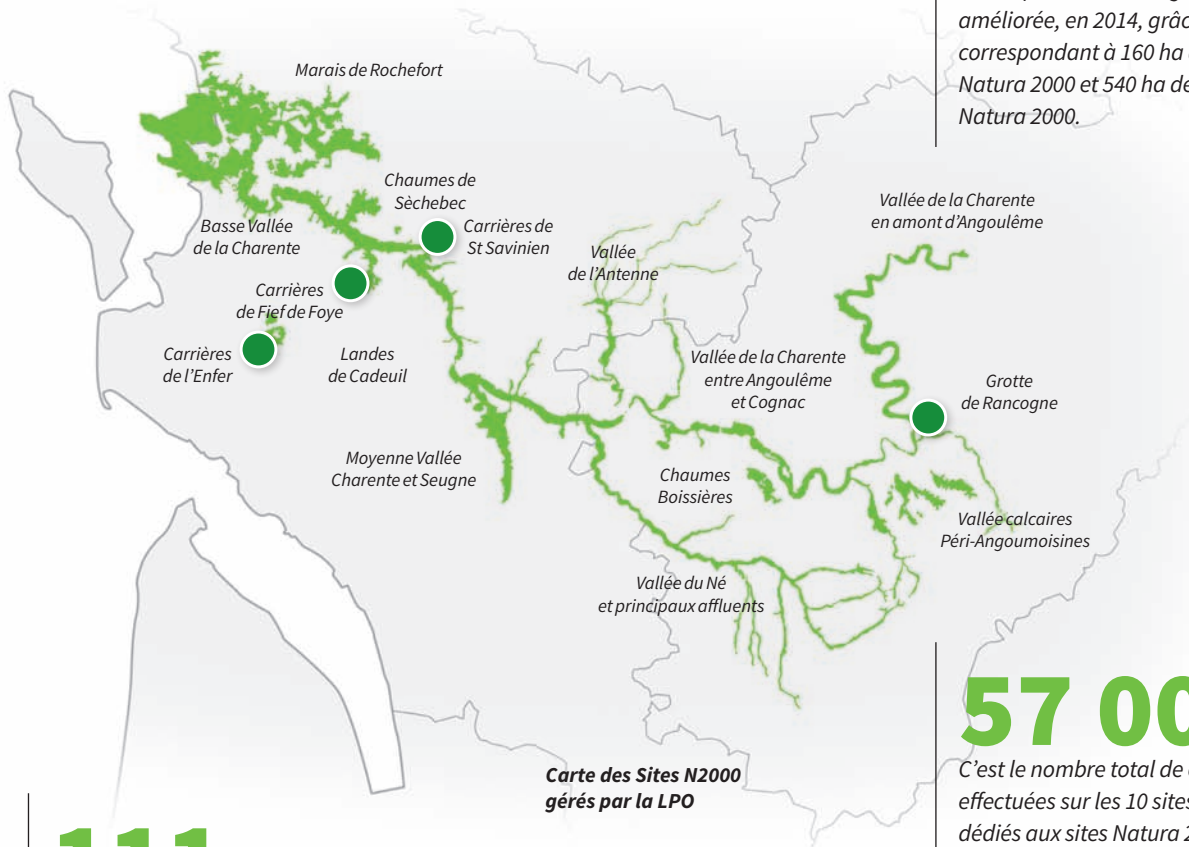 améliorée, en 2014,
correspondant à 160 ha
Natura 2000 et 540 ha de
Natura 2000.
Marais de Rochefort
Chaumes de
Sèchebec
Basse Vallée
de la Charente
Carrières de
St Savinien
Vallée
de l'Antenne
Vallée de la Charente
en amont d'Angoulême
Carrières
de Fief de Foye
Carrières
de l'Enfer
Landes
de Cadeuil
Vallée de la Charente
entre Angoulême
et Cognac
Grotte
de Rancogne
Moyenne Vallée
Charente et Seugne
Chaumes
Boissières
Vallée calcaires
Péri-Angoumoisines
Vallée du Né
et principaux affluents
Carte des Sites N2000
gérés par la LPO
57 00
C'est le nombre total de
effectuées sur les 10 sites
dédiés aux sites Natura
111